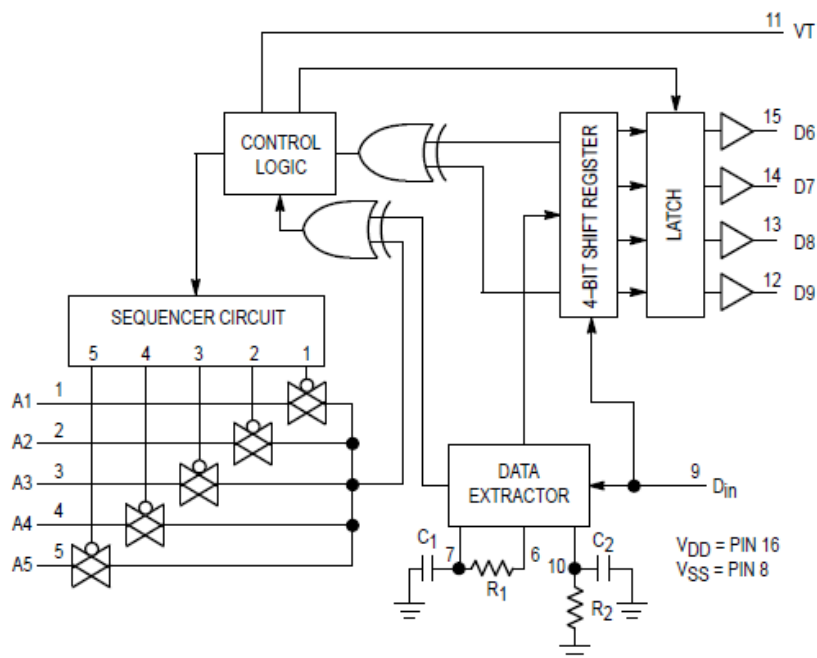 11 VT
CONTROL
LOGIC
4-BIT SHIFT REGISTER
LATCH
15 D6
14 D7
13 D8
12 D9
SEQUENCER CIRCUIT
5 4 3 2 1
A1 1
A2 2
A3 3
A4 4
A5 5
DATA
EXTRACTOR
9 Din
C1
7
R1
6
10
C2
R2
VDD = PIN 16
VSS = PIN 8